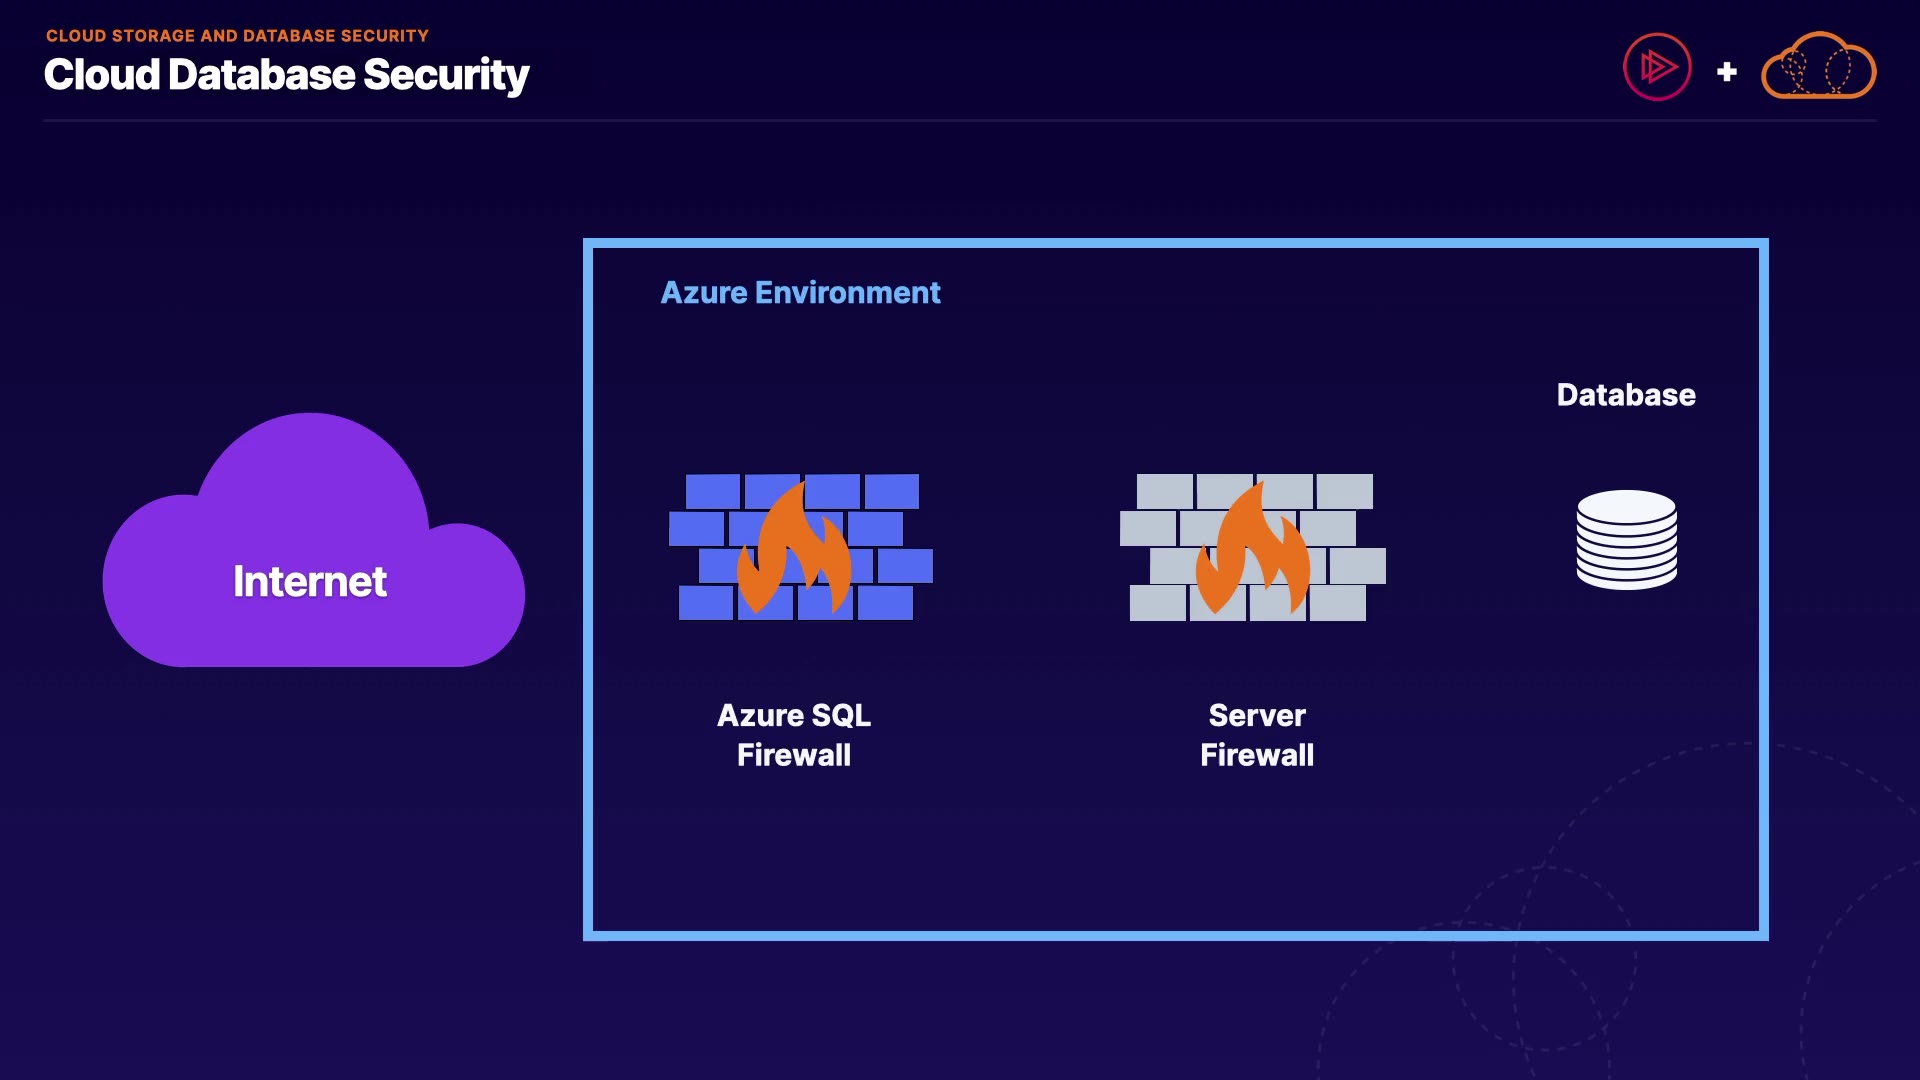 CLOUD STORAGE AND DATABASE SECURITY
Cloud Database Security
Azure Environment
Database
Internet
Azure SQL
Firewall
Server
Firewall